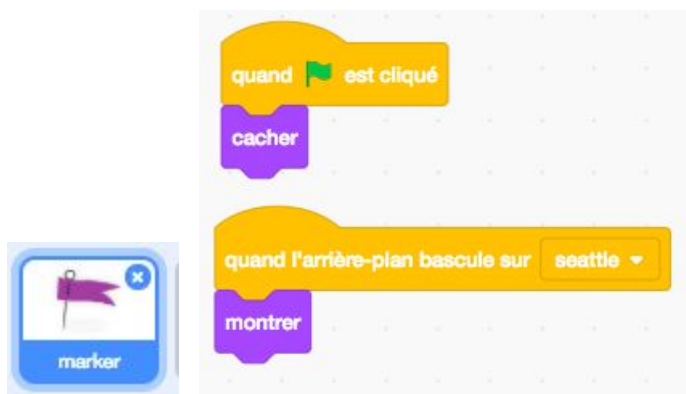 quand est cliqué
cacher
quand l'arrière-plan bascule sur seattle
montrer
marker